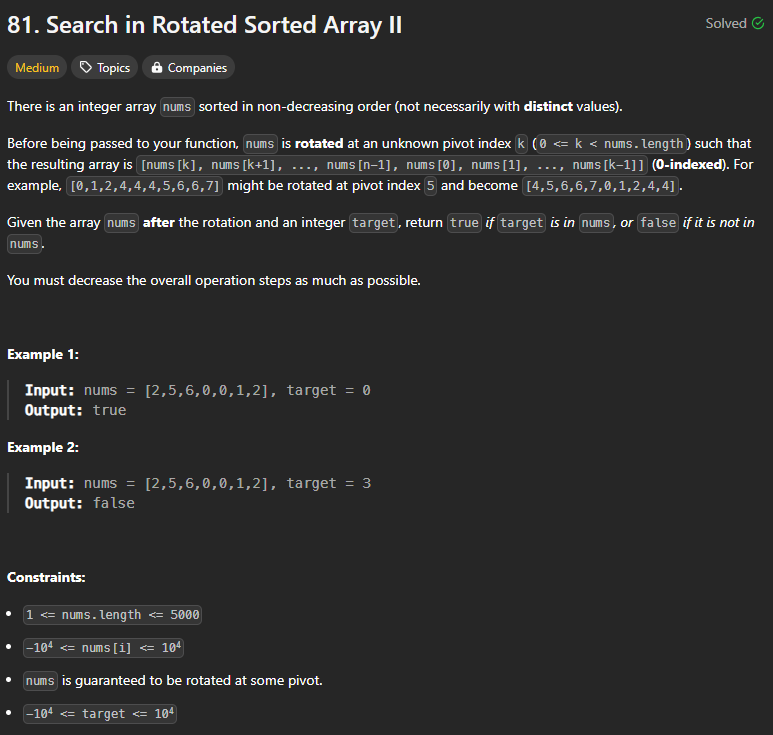 81. Search in Rotated Sorted Array II
Solved
Medium Topics Companies
There is an integer array nums sorted in non-decreasing order (not necessarily with distinct values).
Before being passed to your function, nums is rotated at an unknown pivot index k (0 <= k < nums.length) such that
the resulting array is [nums[k], nums[k+1], ..., nums[n-1], nums[0], nums[1], ..., nums[k-1]] (0-indexed). For
example, [0,1,2,4,4,4,5,6,6,7] might be rotated at pivot index 5 and become [4,5,6,6,7,0,1,2,4,4].
Given the array nums after the rotation and an integer target, return true if target is in nums, or false if it is not in
nums.
You must decrease the overall operation steps as much as possible.
Example 1:
Input: nums = [2,5,6,0,0,1,2], target = 0
Output: true
Example 2:
Input: nums = [2,5,6,0,0,1,2], target = 3
Output: false
Constraints:
• 1 <= nums.length <= 5000
• -10⁴ <= nums[i] <= 10⁴
• nums is guaranteed to be rotated at some pivot.
• -10⁴ <= target <= 10⁴